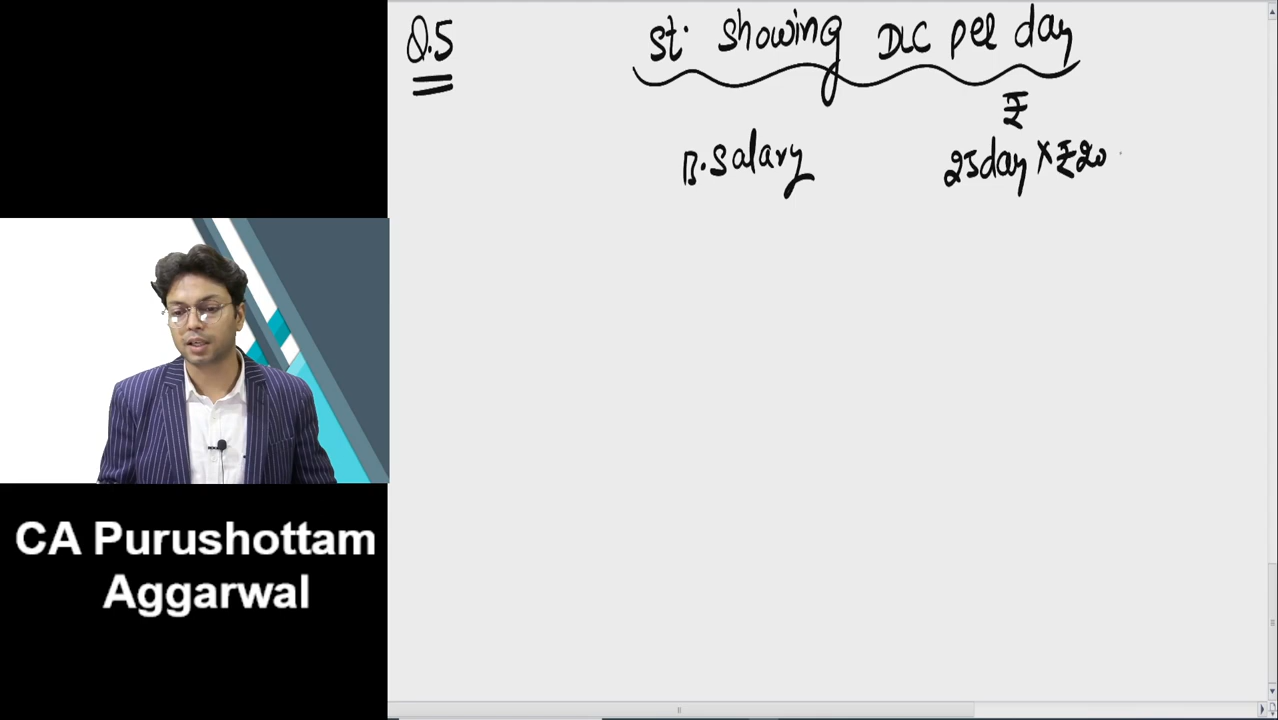 Q.5
St. Showing DLC per day
₹
B.Salary 25day × ₹20
CA Purushottam
Aggarwal